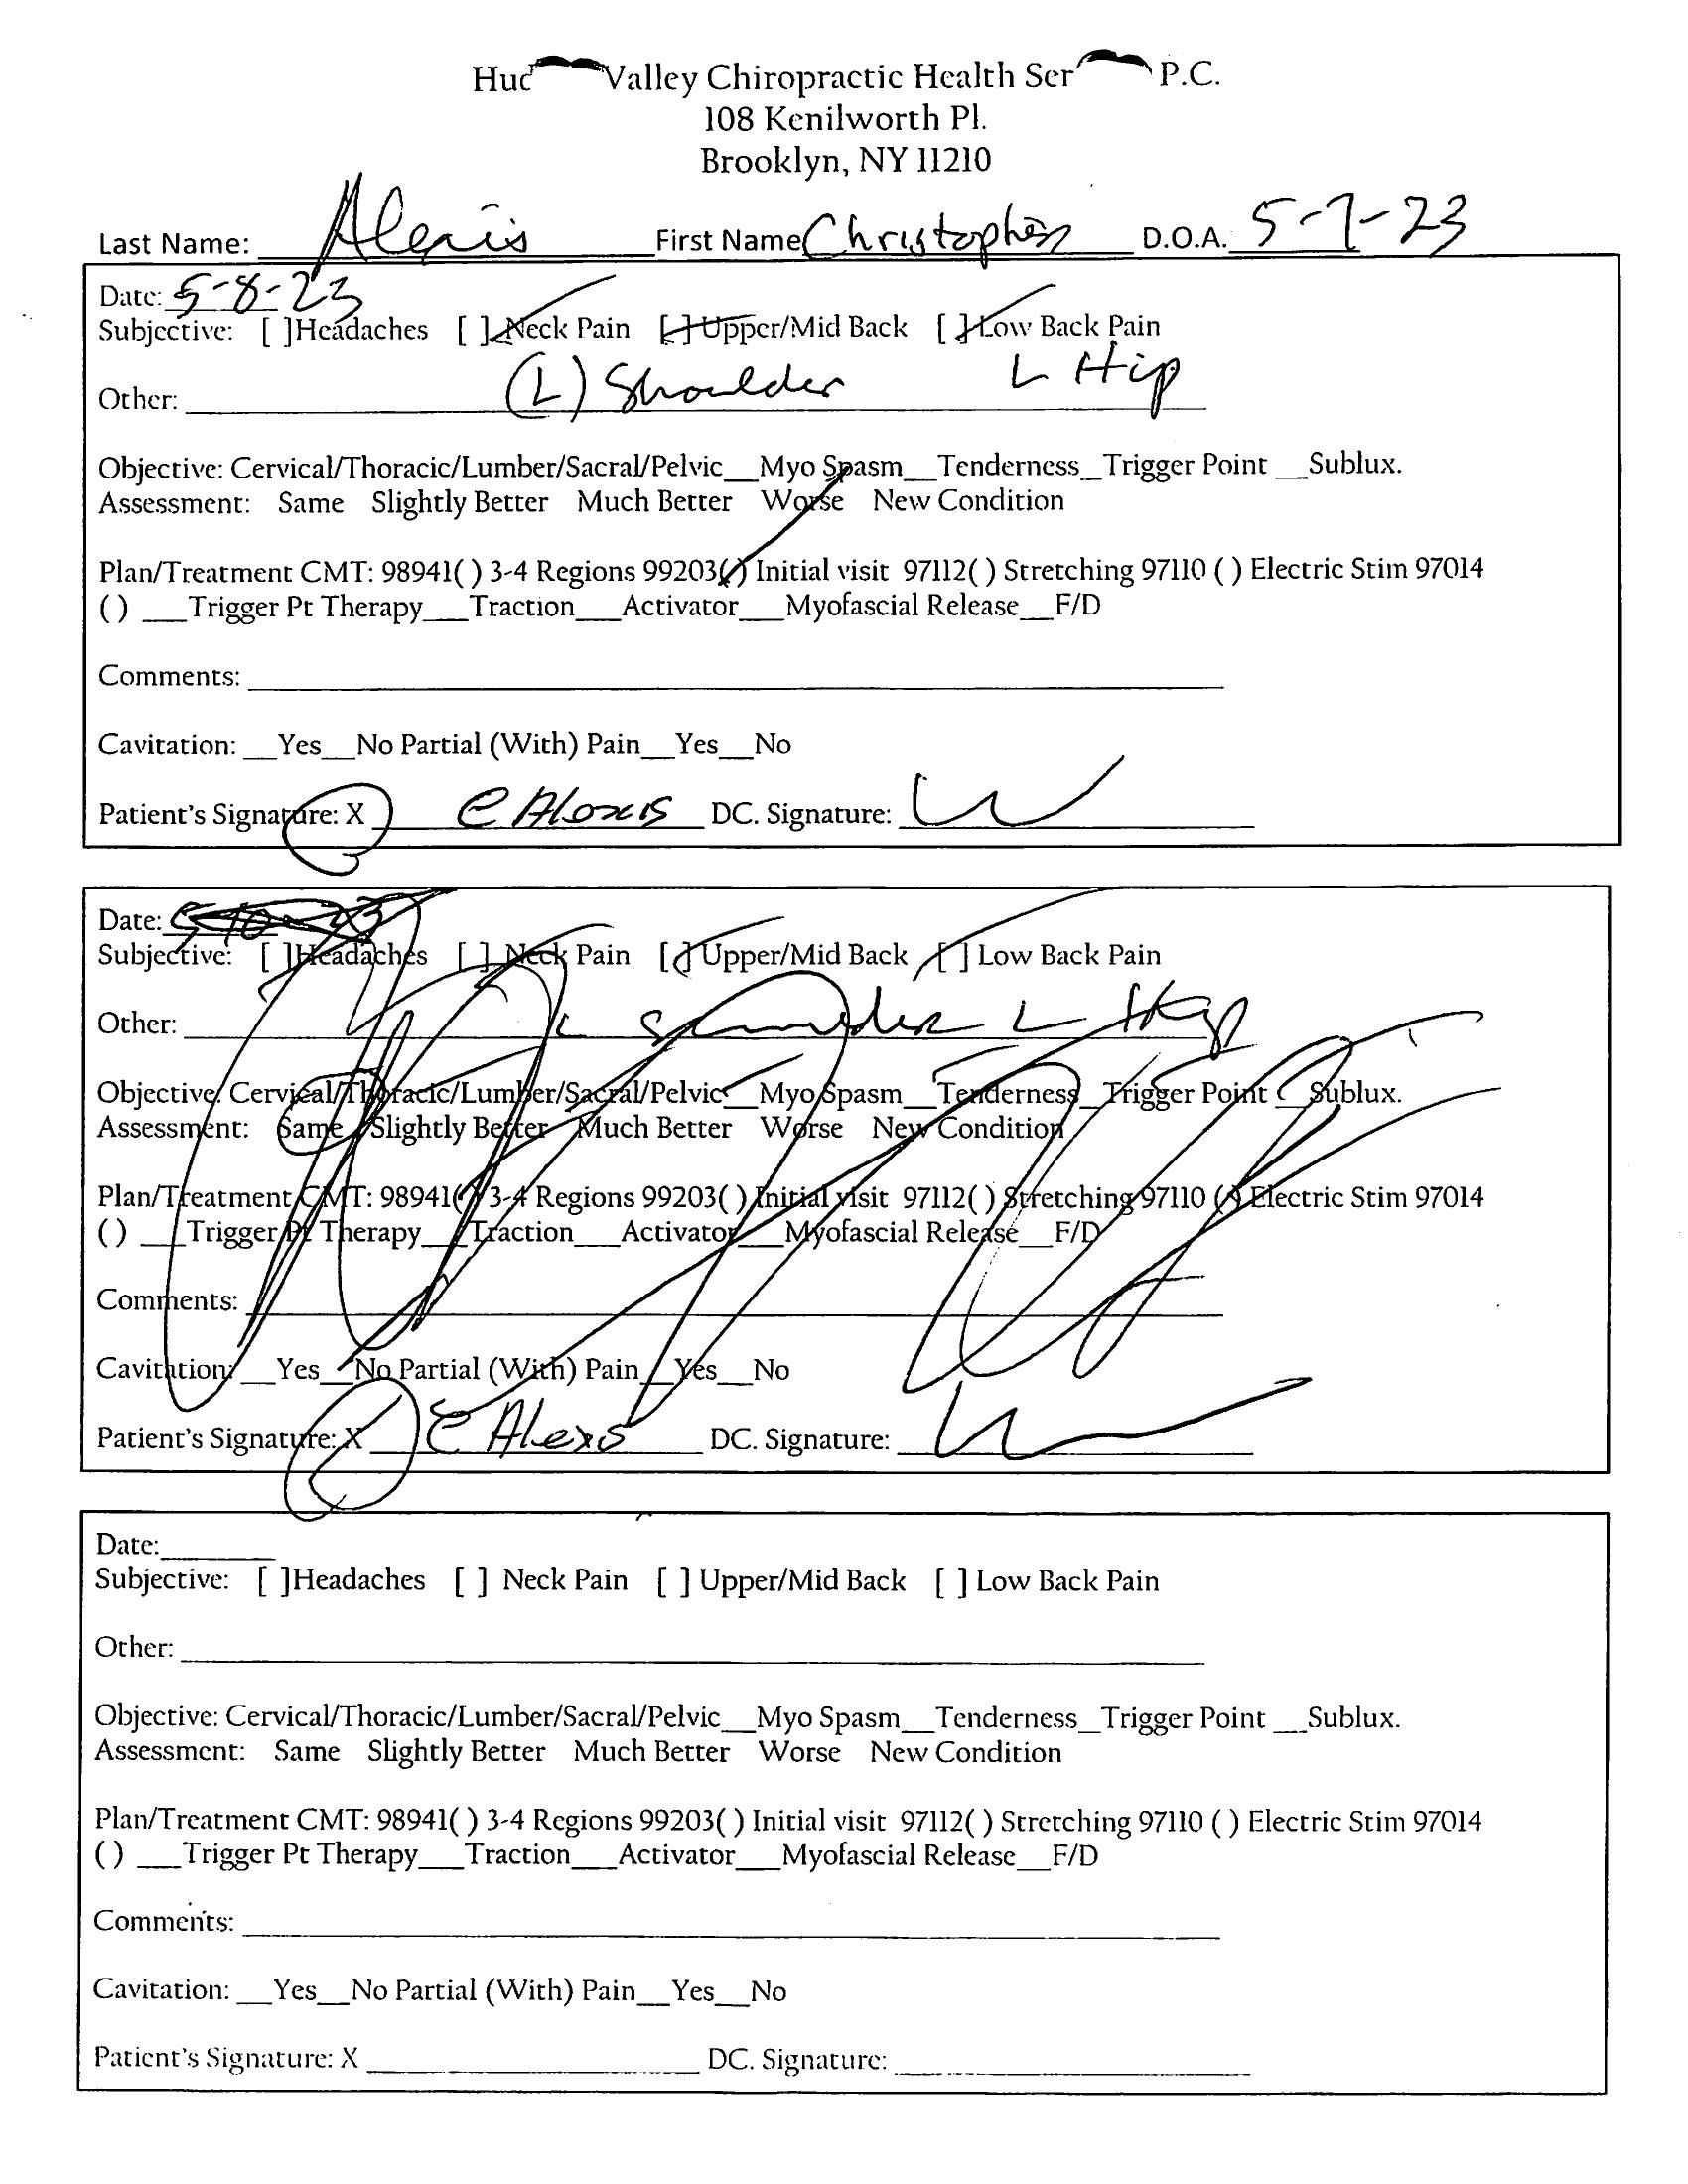 Hud Valley Chiropractic Health Ser P.C.
108 Kenilworth Pl.
Brooklyn, NY 11210
Last Name: Alexis First Name Christopher D.O.A. 5-7-23
Date: 5-8-23
Subjective: [ ]Headaches [ ] Neck Pain [ ] Upper/Mid Back [ ] Low Back Pain
Other: (L) Shoulder L Hip
Objective: Cervical/Thoracic/Lumber/Sacral/Pelvic__Myo Spasm__Tenderness_Trigger Point __Sublux.
Assessment: Same Slightly Better Much Better Worse New Condition
Plan/Treatment CMT: 98941( ) 3-4 Regions 99203(✓) Initial visit 97112( ) Stretching 97110 ( ) Electric Stim 97014
( ) ___Trigger Pt Therapy___Traction___Activator___Myofascial Release__F/D
Comments:
Cavitation: __Yes__No Partial (With) Pain__Yes__No
Patient's Signature: X C Alexis DC. Signature:
Date: 5-10-23
Subjective: [ ]Headaches [ ] Neck Pain [ ] Upper/Mid Back [ ] Low Back Pain
Other: L Shoulder L Hip
Objective: Cervical/Thoracic/Lumber/Sacral/Pelvic__Myo Spasm__Tenderness_Trigger Point __Sublux.
Assessment: Same Slightly Better Much Better Worse New Condition
Plan/Treatment CMT: 98941(✓) 3-4 Regions 99203( ) Initial visit 97112( ) Stretching 97110 (✓) Electric Stim 97014
( ) ___Trigger Pt Therapy___Traction___Activator___Myofascial Release__F/D
Comments:
Cavitation: __Yes__No Partial (With) Pain__Yes__No
Patient's Signature: X C Alexis DC. Signature:
Date:
Subjective: [ ]Headaches [ ] Neck Pain [ ] Upper/Mid Back [ ] Low Back Pain
Other:
Objective: Cervical/Thoracic/Lumber/Sacral/Pelvic__Myo Spasm__Tenderness_Trigger Point __Sublux.
Assessment: Same Slightly Better Much Better Worse New Condition
Plan/Treatment CMT: 98941( ) 3-4 Regions 99203( ) Initial visit 97112( ) Stretching 97110 ( ) Electric Stim 97014
( ) ___Trigger Pt Therapy___Traction___Activator___Myofascial Release__F/D
Comments:
Cavitation: __Yes__No Partial (With) Pain__Yes__No
Patient's Signature: X DC. Signature: